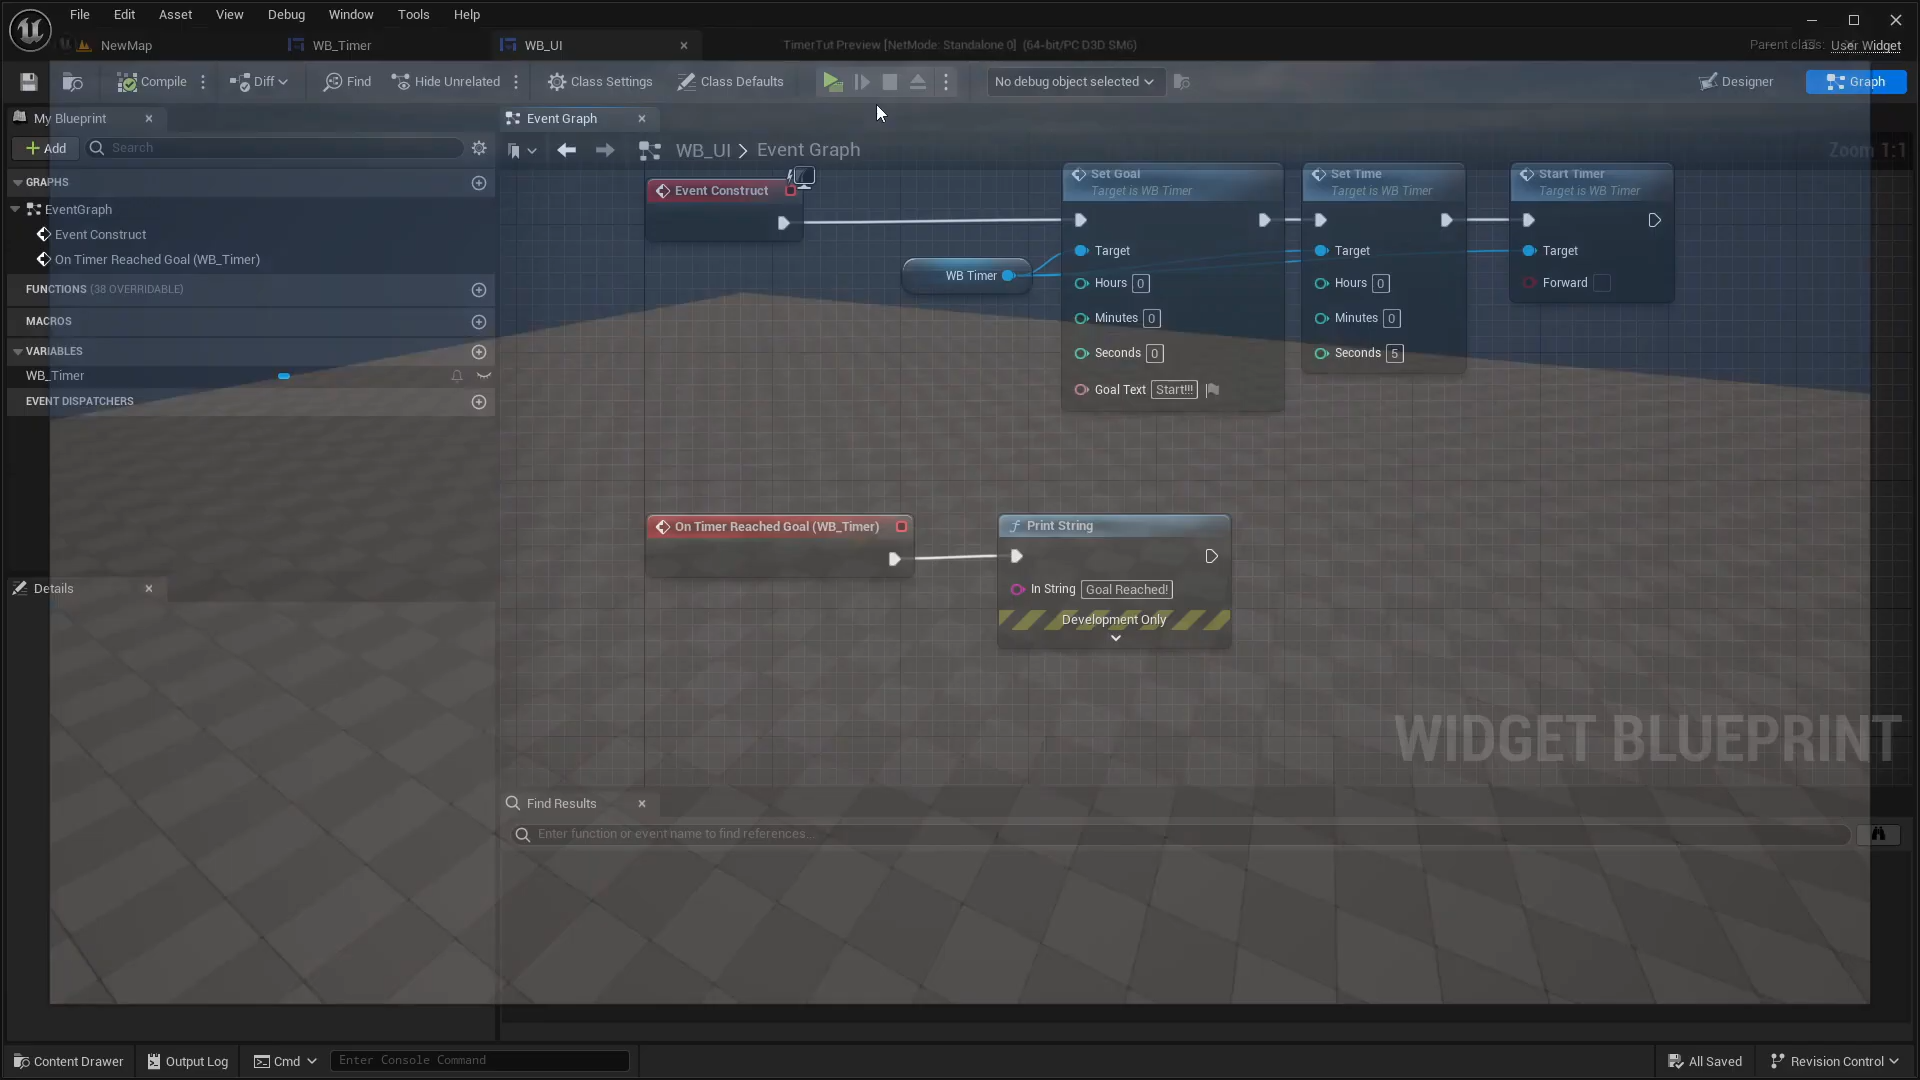 File Edit Asset View Debug Window Tools Help
NewMap WB_Timer WB_UI TimerTut Preview [NetMode: Standalone 0] (64-bit/PC D3D SM6) Parent class: User Widget
Compile Diff Find Hide Unrelated Class Settings Class Defaults No debug object selected Designer Graph
My Blueprint Event Graph
Add Search WB_UI > Event Graph Zoom 1:1
GRAPHS
EventGraph
Event Construct
On Timer Reached Goal (WB_Timer)
FUNCTIONS (38 OVERRIDABLE)
MACROS
VARIABLES
WB_Timer
EVENT DISPATCHERS
Details
Event Construct
WB Timer
Set Goal
Target is WB Timer
Target
Hours 0
Minutes 0
Seconds 0
Goal Text Start!!!
Set Time
Target is WB Timer
Target
Hours 0
Minutes 0
Seconds 5
Start Timer
Target is WB Timer
Target
Forward
On Timer Reached Goal (WB_Timer)
Print String
In String Goal Reached!
Development Only
WIDGET BLUEPRINT
Find Results
Enter function or event name to find references...
Content Drawer Output Log Cmd Enter Console Command All Saved Revision Control